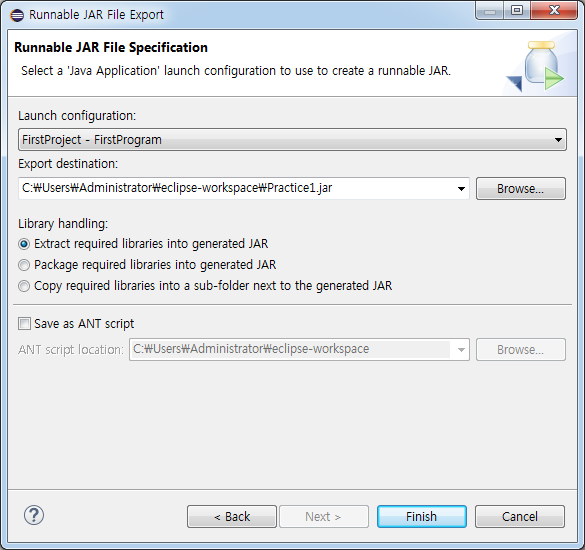 Runnable JAR File Export
Runnable JAR File Specification
Select a 'Java Application' launch configuration to use to create a runnable JAR.
Launch configuration:
FirstProject - FirstProgram
Export destination:
C:₩Users₩Administrator₩eclipse-workspace₩Practice1.jar
Browse...
Library handling:
Extract required libraries into generated JAR
Package required libraries into generated JAR
Copy required libraries into a sub-folder next to the generated JAR
Save as ANT script
ANT script location:
C:₩Users₩Administrator₩eclipse-workspace
Browse...
?
< Back
Next >
Finish
Cancel